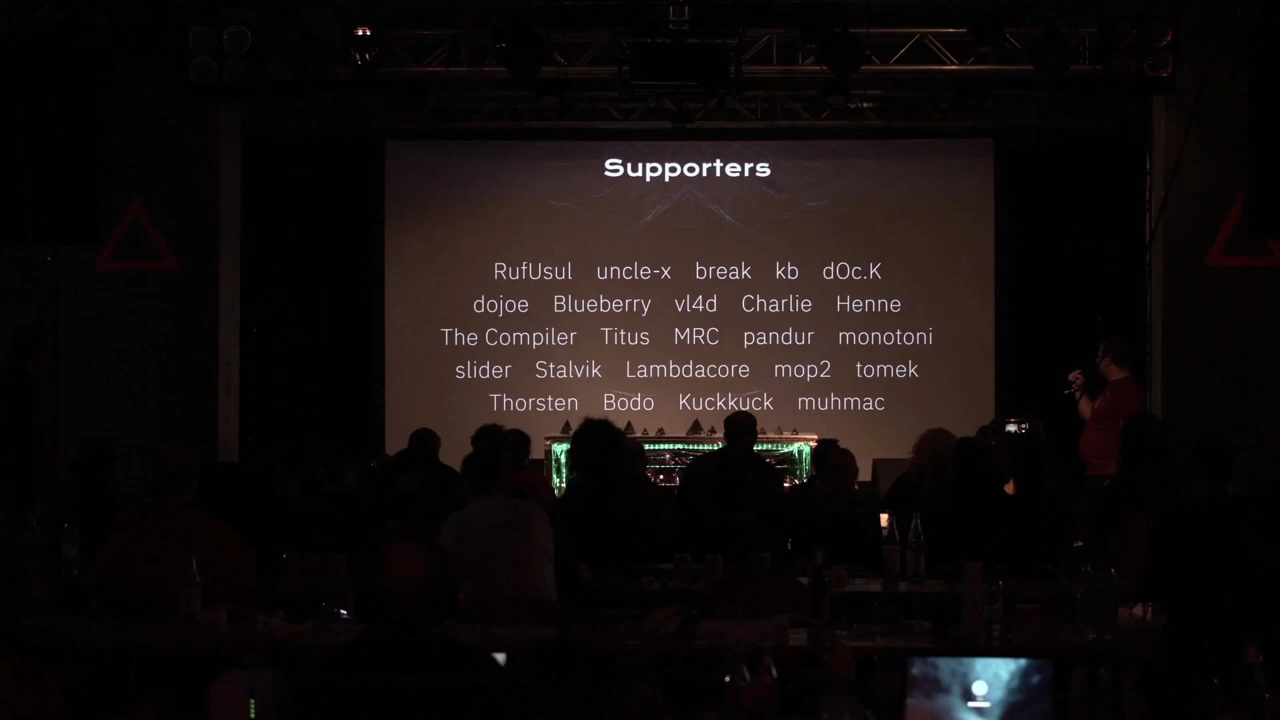 Supporters
RufUsul uncle-x break kb dOc.K
dojoe Blueberry vl4d Charlie Henne
The Compiler Titus MRC pandur monotoni
slider Stalvik Lambdacore mop2 tomek
Thorsten Bodo Kuckkuck muhmac